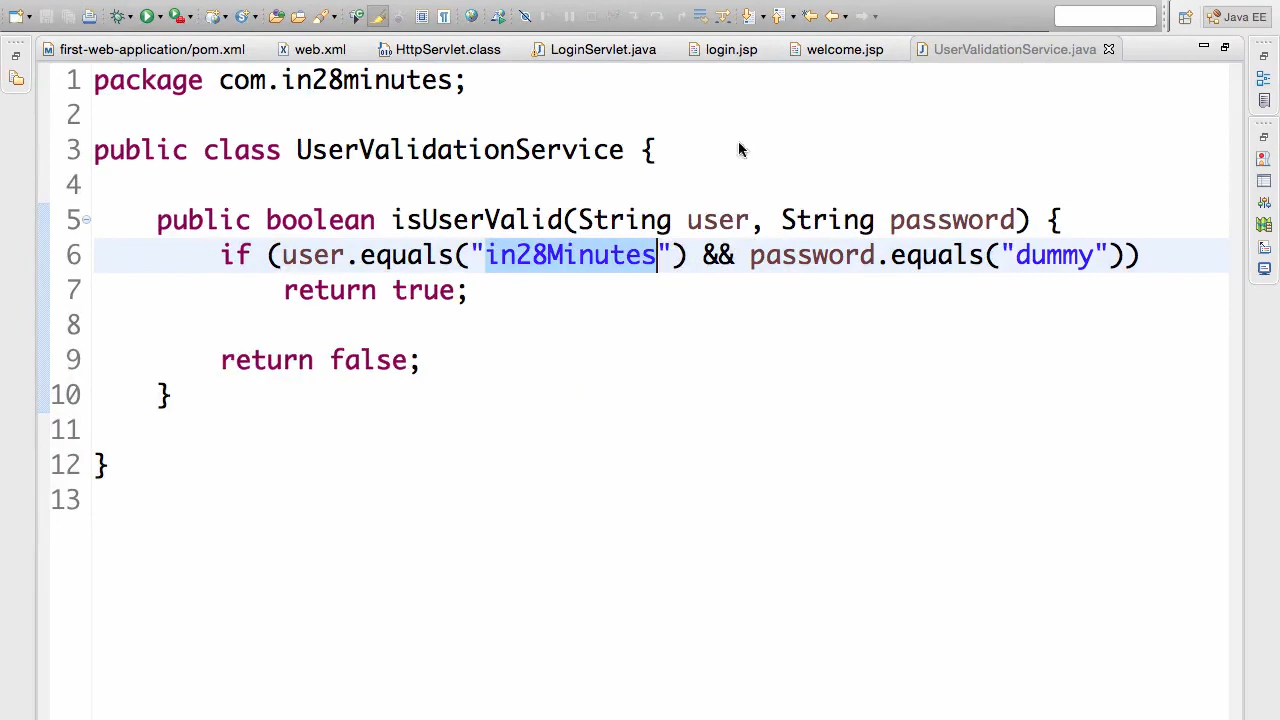 Java EE
first-web-application/pom.xml web.xml HttpServlet.class LoginServlet.java login.jsp welcome.jsp UserValidationService.java
1 package com.in28minutes;
2
3 public class UserValidationService {
4
5 public boolean isUserValid(String user, String password) {
6 if (user.equals("in28Minutes") && password.equals("dummy"))
7 return true;
8
9 return false;
10 }
11
12 }
13